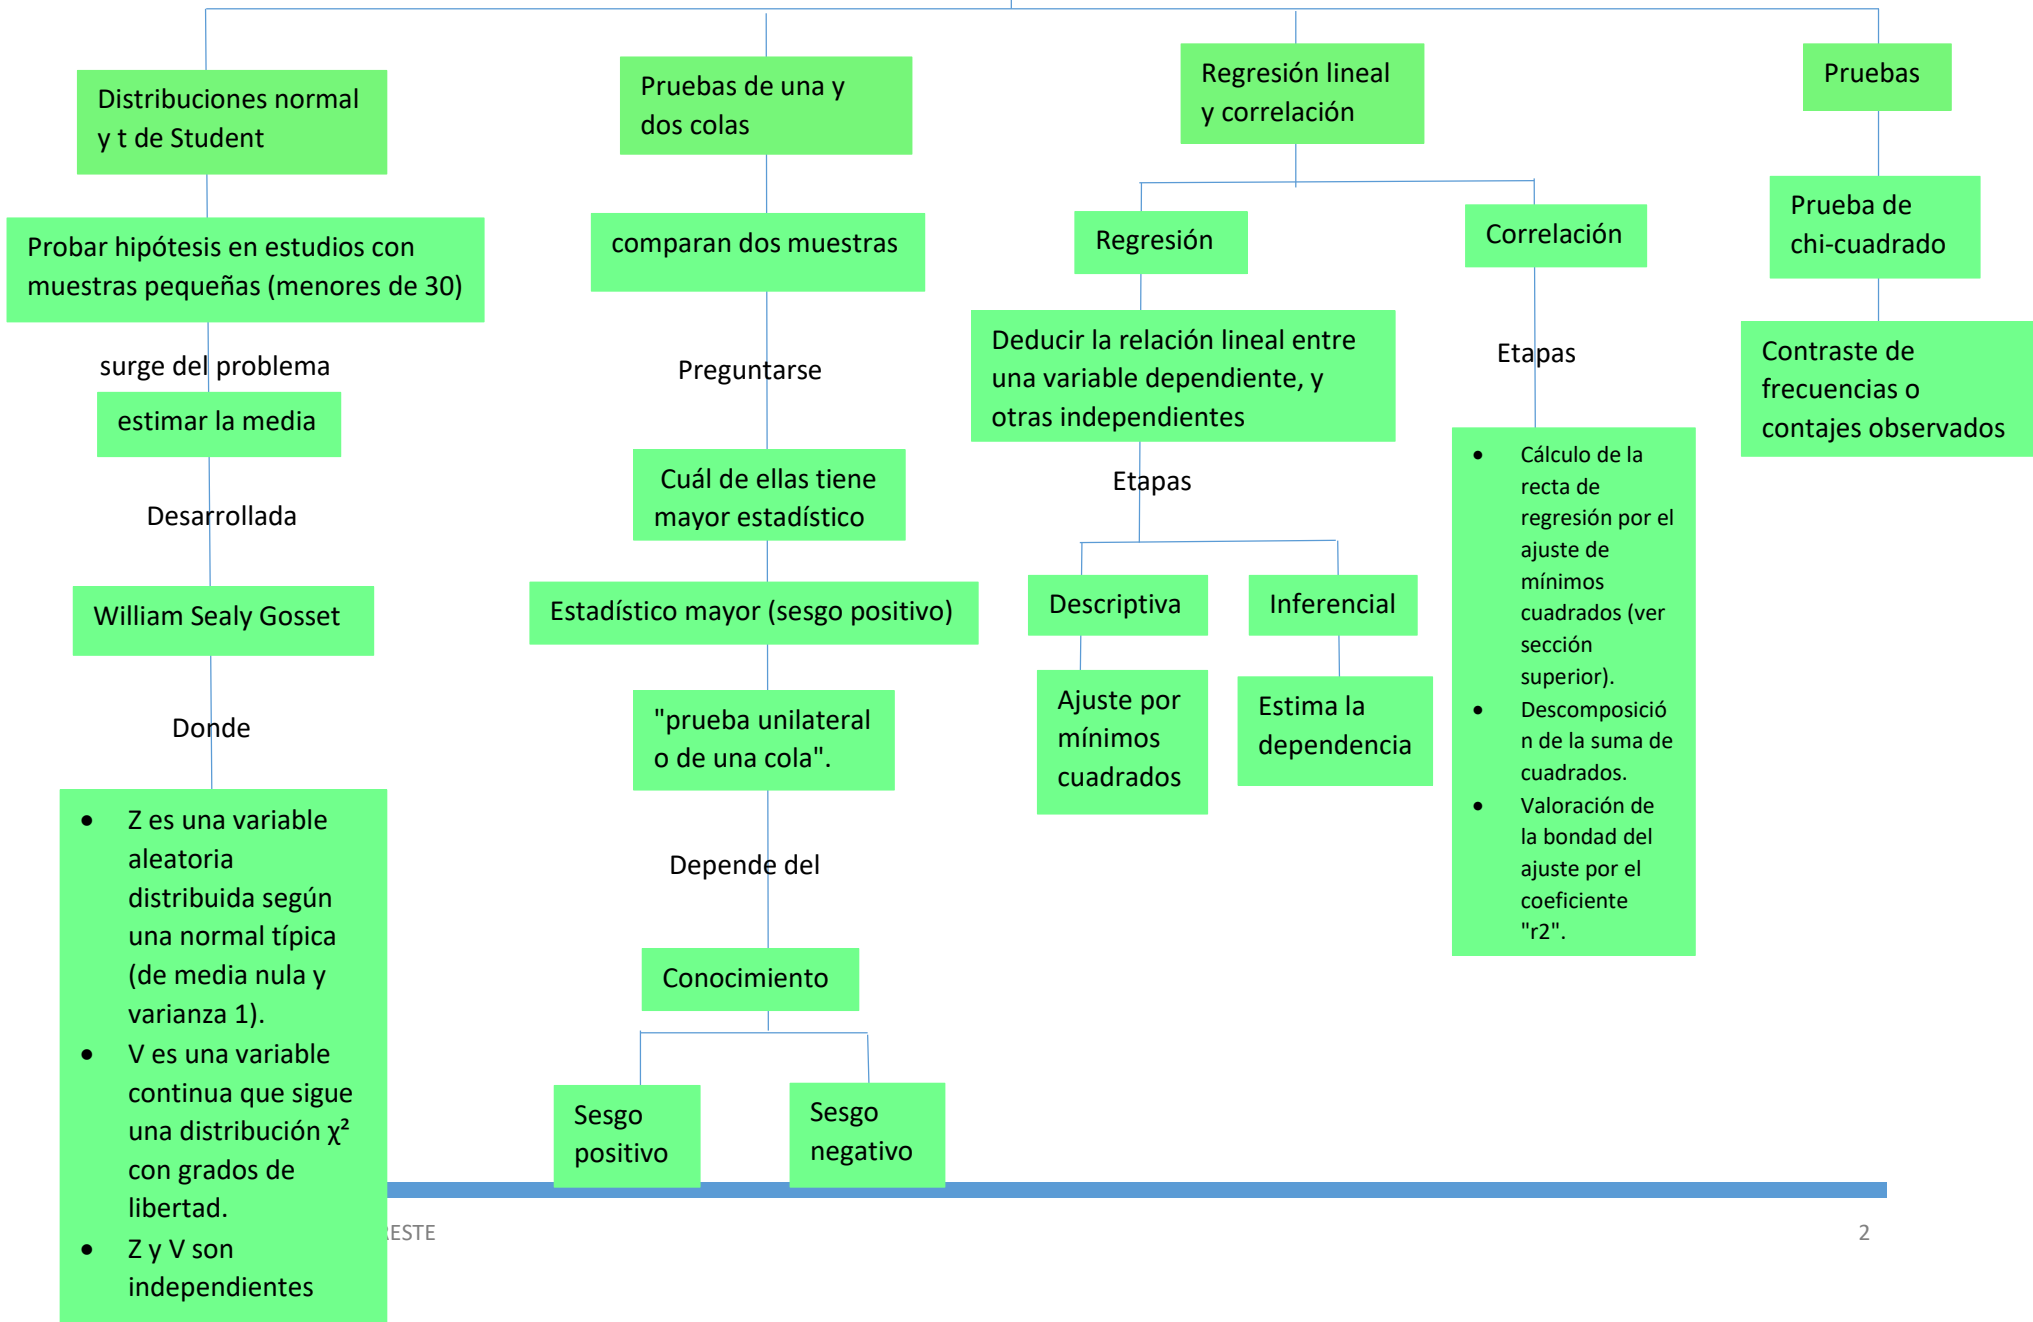 Distribuciones normal
y t de Student
Probar hipótesis en estudios con
muestras pequeñas (menores de 30)
surge del problema
estimar la media
Desarrollada
William Sealy Gosset
Donde
• Z es una variable
aleatoria
distribuida según
una normal típica
(de media nula y
varianza 1).
• V es una variable
continua que sigue
una distribución χ²
con grados de
libertad.
• Z y V son
independientes
Pruebas de una y
dos colas
comparan dos muestras
Preguntarse
Cuál de ellas tiene
mayor estadístico
Estadístico mayor (sesgo positivo)
"prueba unilateral
o de una cola".
Depende del
Conocimiento
Sesgo
positivo
Sesgo
negativo
Regresión lineal
y correlación
Regresión
Deducir la relación lineal entre
una variable dependiente, y
otras independientes
Etapas
Descriptiva
Ajuste por
mínimos
cuadrados
Inferencial
Estima la
dependencia
Correlación
Etapas
• Cálculo de la
recta de
regresión por el
ajuste de
mínimos
cuadrados (ver
sección
superior).
• Descomposició
n de la suma de
cuadrados.
• Valoración de
la bondad del
ajuste por el
coeficiente
"r2".
Pruebas
Prueba de
chi-cuadrado
Contraste de
frecuencias o
contajes observados
ESTE
2